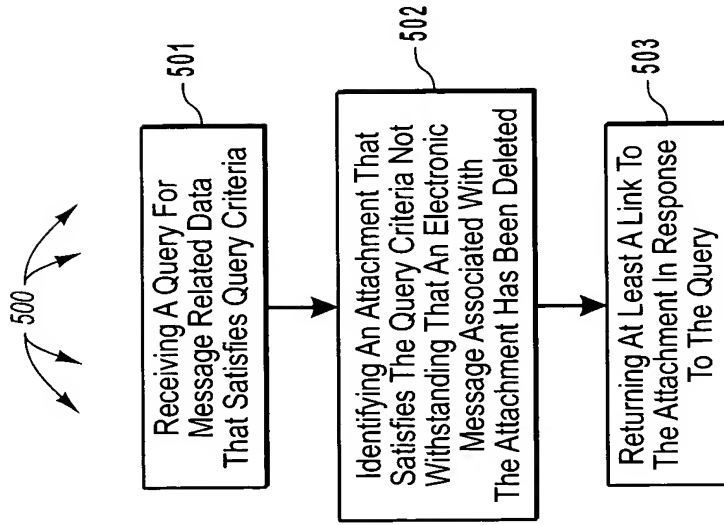 500
501
Receiving A Query For
Message Related Data
That Satisfies Query Criteria
502
Identifying An Attachment That
Satisfies The Query Criteria Not
Withstanding That An Electronic
Message Associated With
The Attachment Has Been Deleted
503
Returning At Least A Link To
The Attachment In Response
To The Query